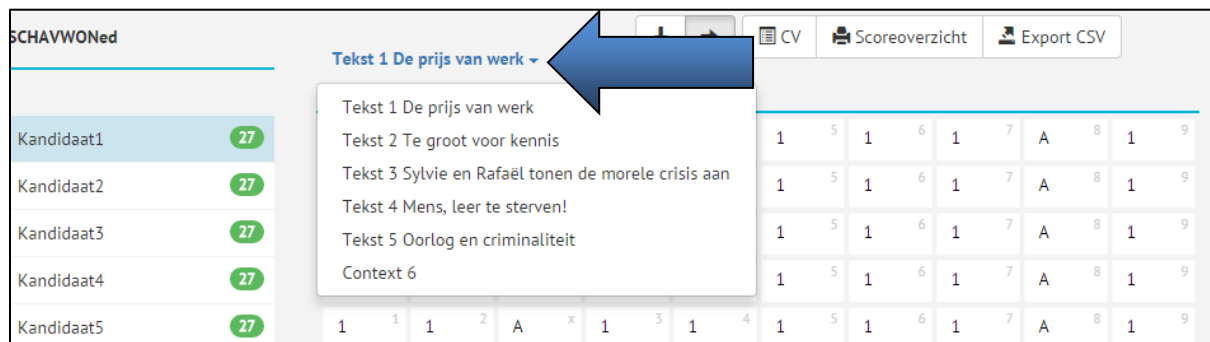 SCHAVWONed
CV Scoreoverzicht Export CSV
Tekst 1 De prijs van werk
Tekst 1 De prijs van werk
Tekst 2 Te groot voor kennis
Tekst 3 Sylvie en Rafaël tonen de morele crisis aan
Tekst 4 Mens, leer te sterven!
Tekst 5 Oorlog en criminaliteit
Context 6
Kandidaat1 27 1 5 1 6 1 7 A 8 1 9
Kandidaat2 27 1 5 1 6 1 7 A 8 1 9
Kandidaat3 27 1 5 1 6 1 7 A 8 1 9
Kandidaat4 27 1 5 1 6 1 7 A 8 1 9
Kandidaat5 27 1 1 1 2 A x 1 3 1 4 1 5 1 6 1 7 A 8 1 9